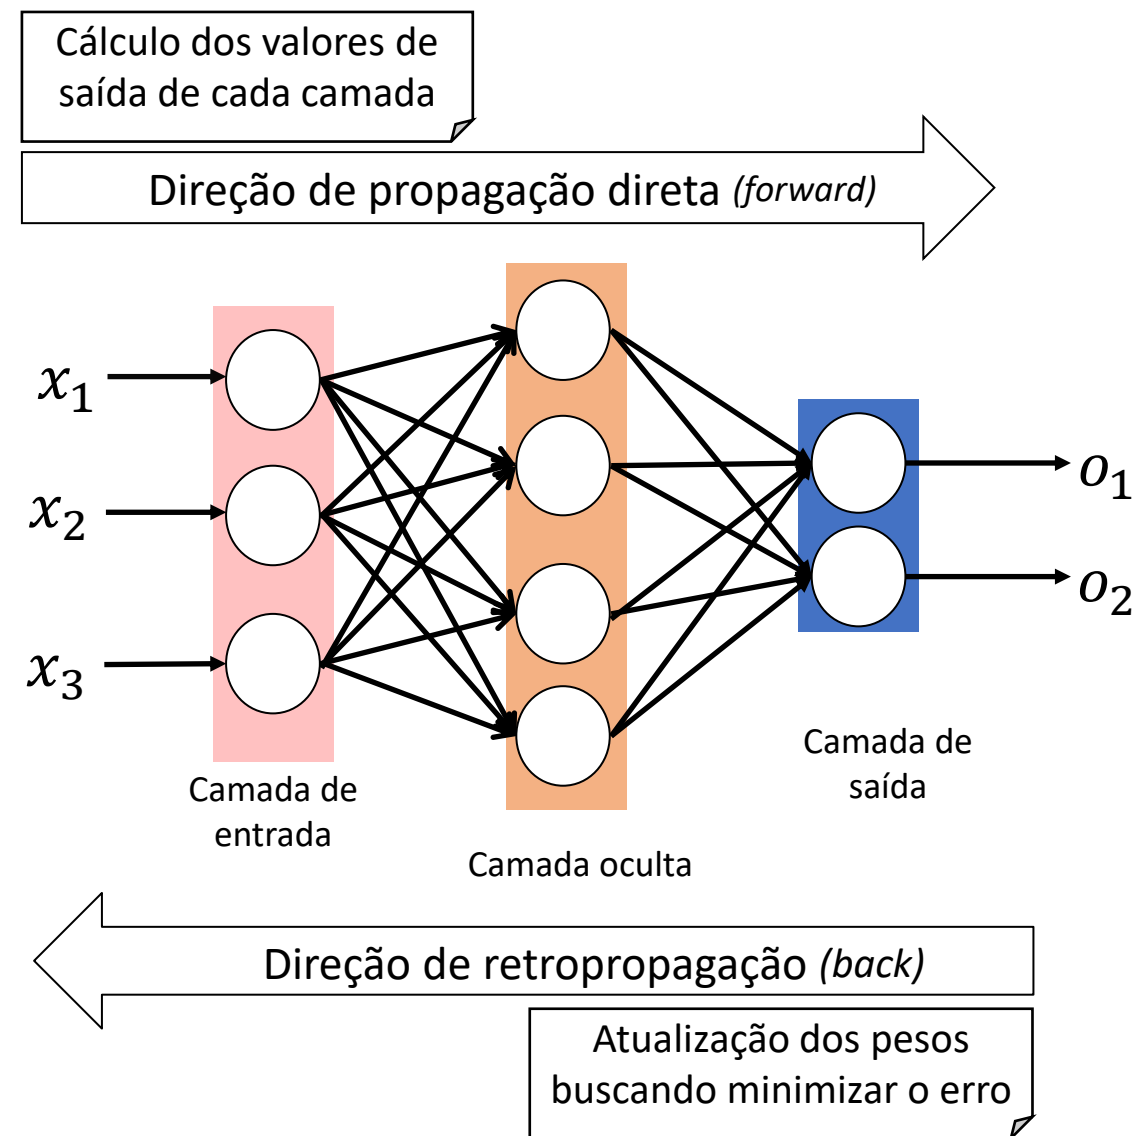 Cálculo dos valores de
saída de cada camada
Direção de propagação direta (forward)
x₁
x₂
x₃
o₁
o₂
Camada de
entrada
Camada oculta
Camada de
saída
Direção de retropropagação (back)
Atualização dos pesos
buscando minimizar o erro